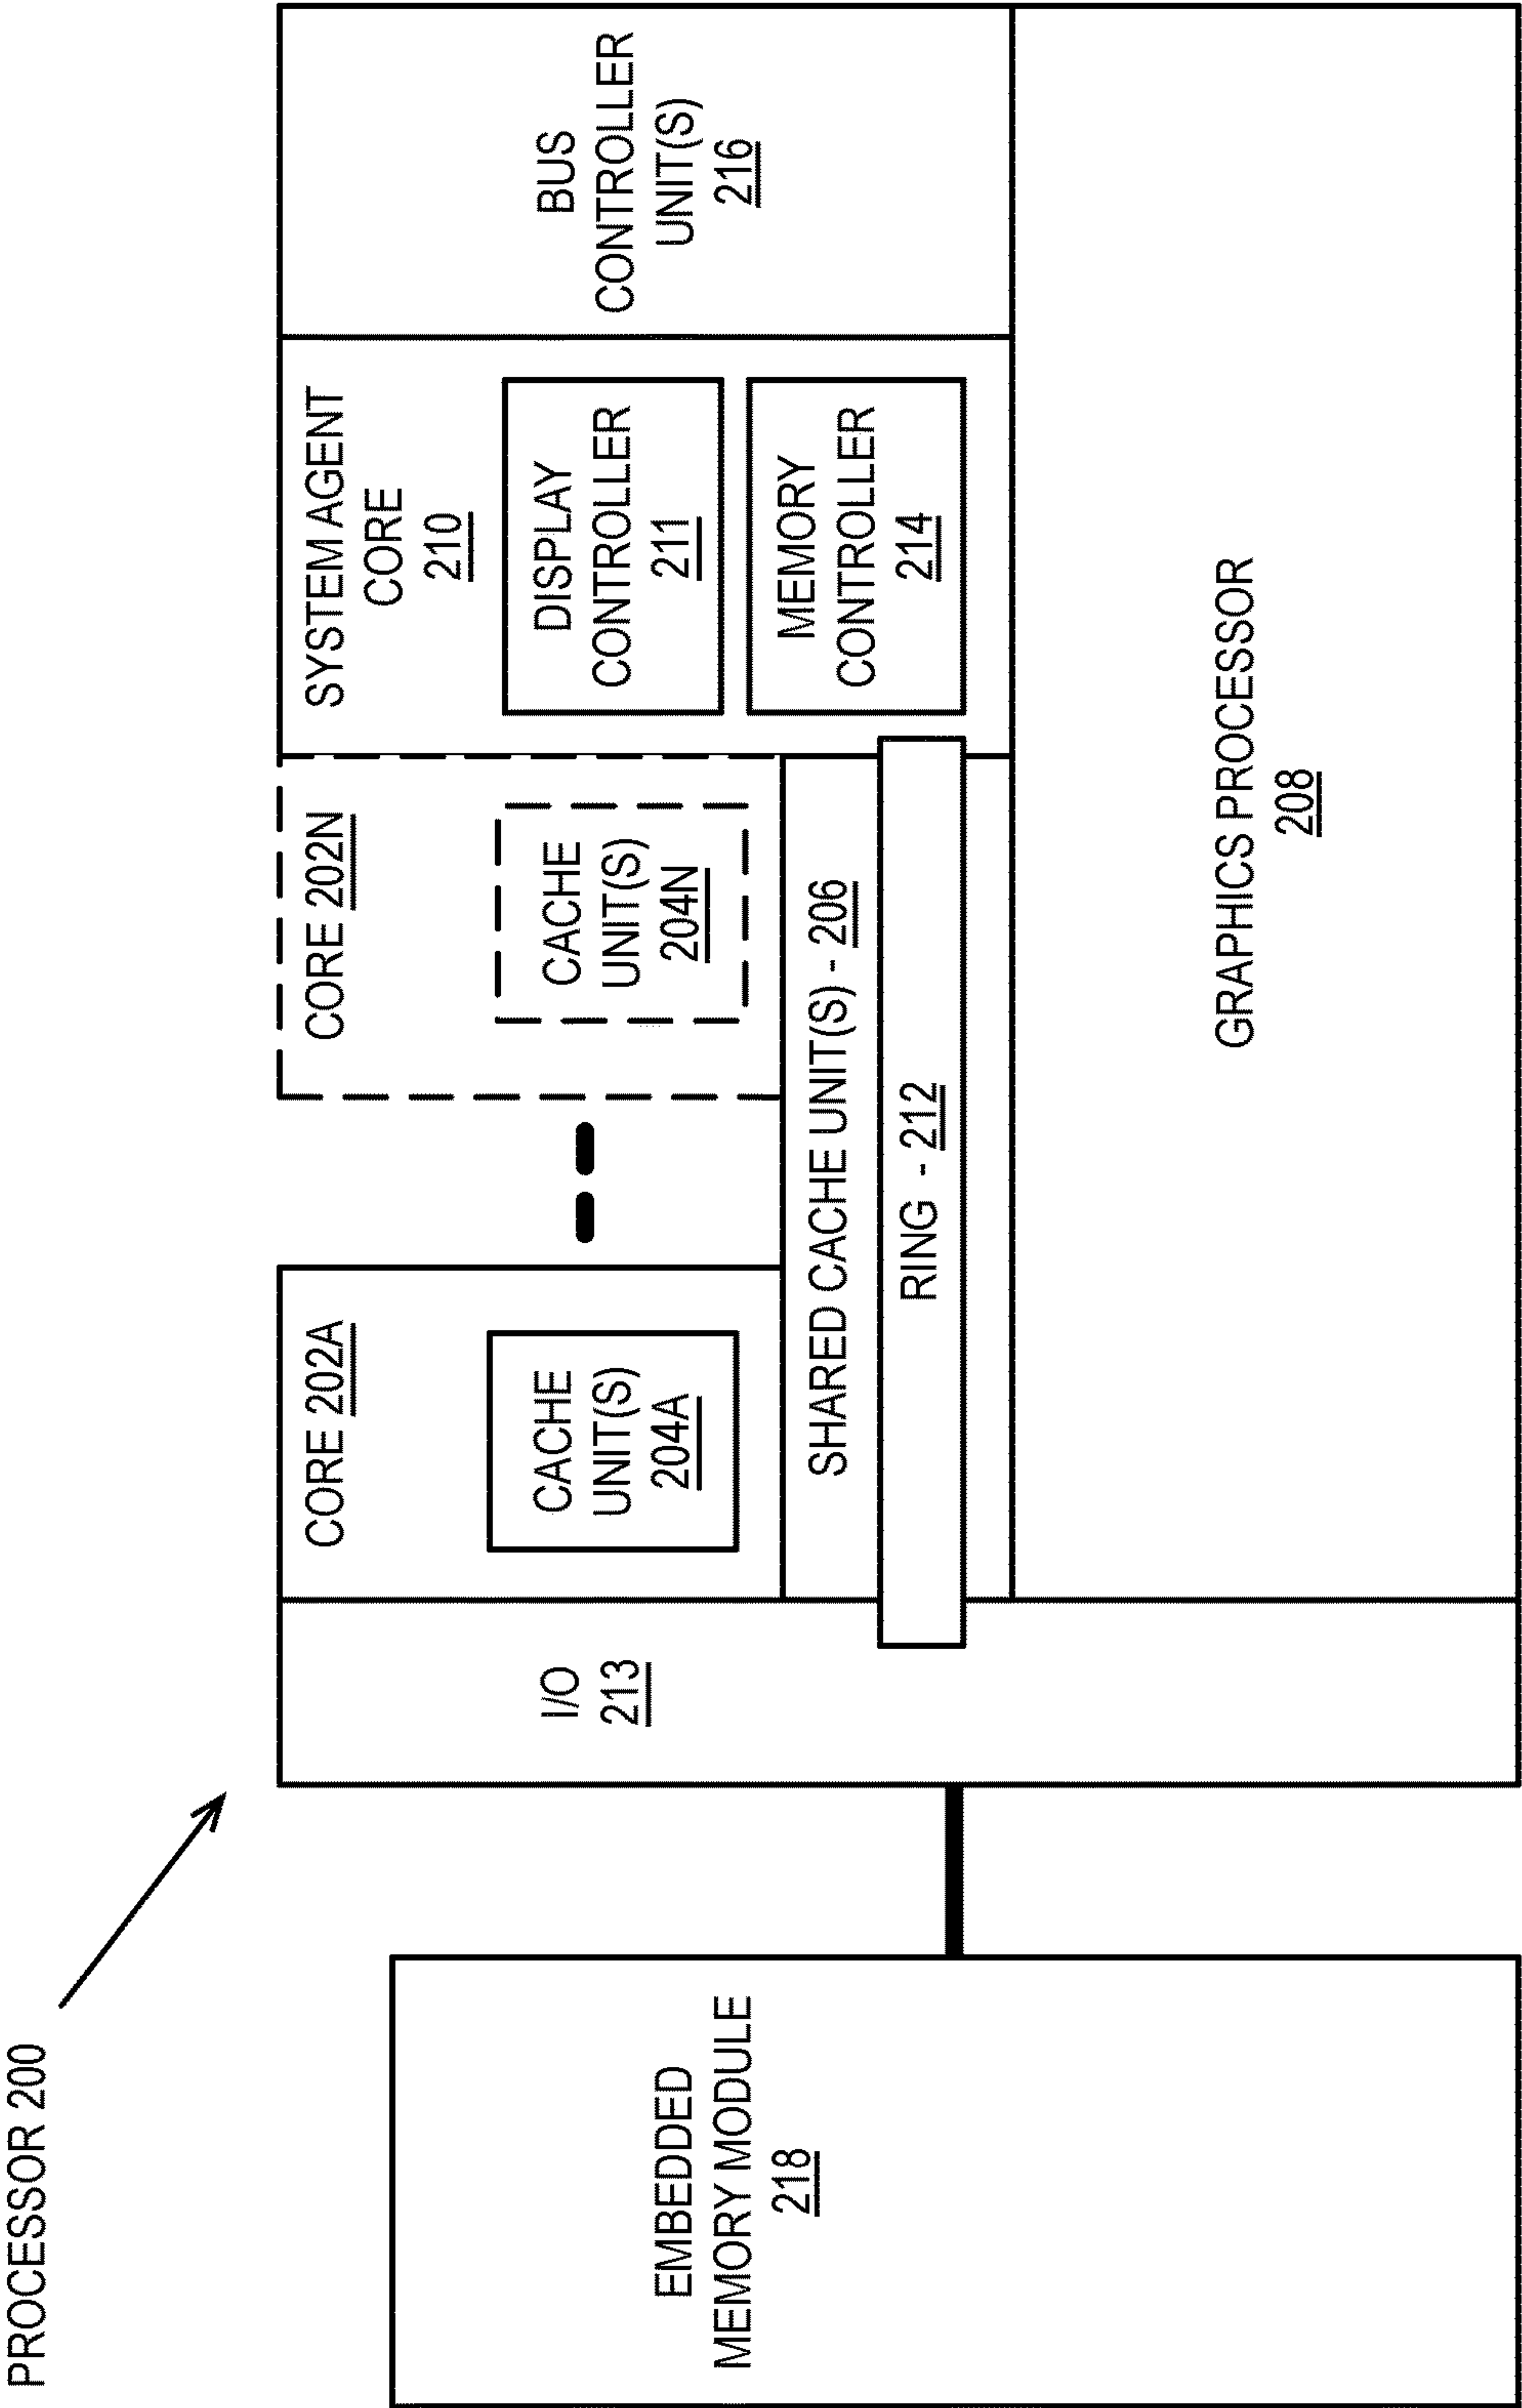 PROCESSOR 200
EMBEDDED
MEMORY MODULE
218
I/O
213
CORE 202A
CACHE
UNIT(S)
204A
CORE 202N
CACHE
UNIT(S)
204N
SHARED CACHE UNIT(S) - 206
RING - 212
SYSTEM AGENT
CORE
210
DISPLAY
CONTROLLER
211
MEMORY
CONTROLLER
214
BUS
CONTROLLER
UNIT(S)
216
GRAPHICS PROCESSOR
208